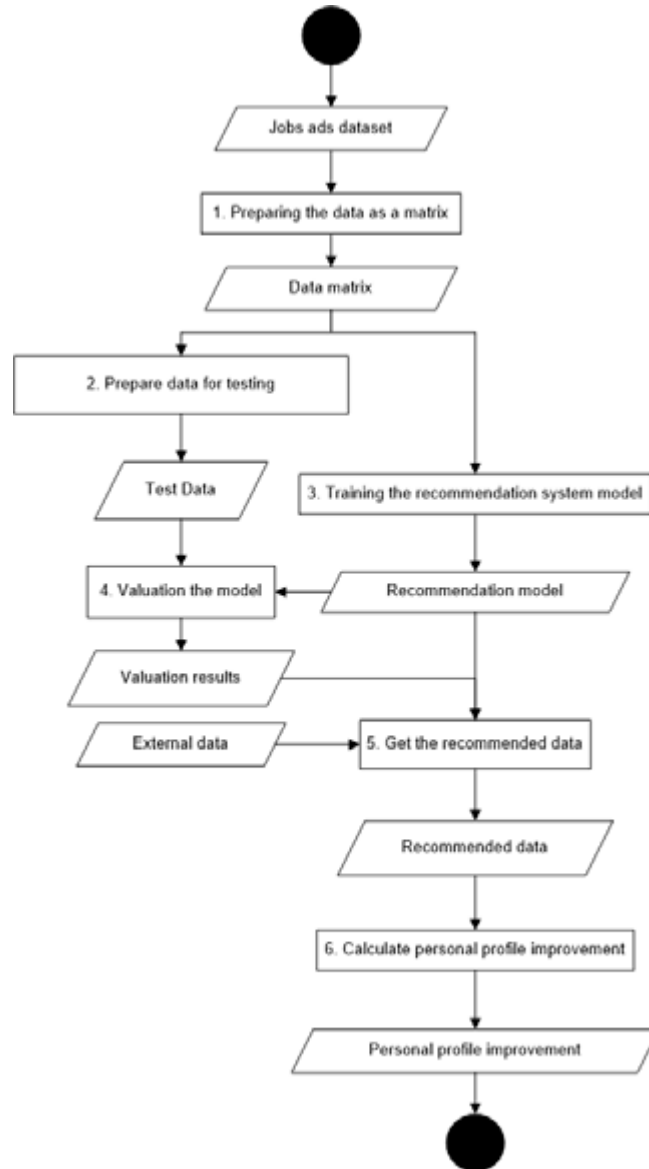 Jobs ads dataset
1. Preparing the data as a matrix
Data matrix
2. Prepare data for testing
Test Data
3. Training the recommendation system model
4. Valuation the model
Recommendation model
Valuation results
External data
5. Get the recommended data
Recommended data
6. Calculate personal profile improvement
Personal profile improvement